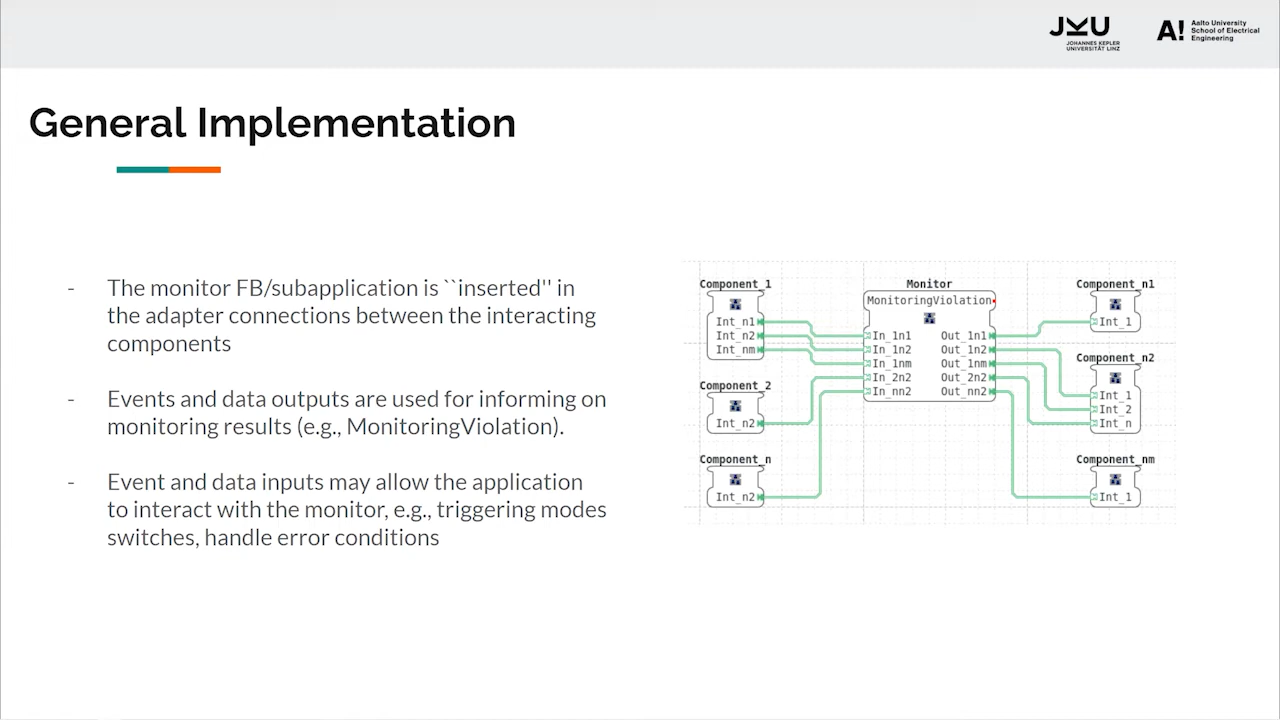 JKU
JOHANNES KEPLER
UNIVERSITÄT LINZ
A!
Aalto University
School of Electrical
Engineering
General Implementation
- The monitor FB/subapplication is ``inserted'' in
the adapter connections between the interacting
components
- Events and data outputs are used for informing on
monitoring results (e.g., MonitoringViolation).
- Event and data inputs may allow the application
to interact with the monitor, e.g., triggering modes
switches, handle error conditions
Component_1
Int_n1
Int_n2
Int_nm
Component_2
Int_n2
Component_n
Int_n2
Monitor
MonitoringViolation
In_1n1 Out_1n1
In_1n2 Out_1n2
In_1nm Out_1nm
In_2n2 Out_2n2
In_nn2 Out_nn2
Component_n1
Int_1
Component_n2
Int_1
Int_2
Int_n
Component_nm
Int_1